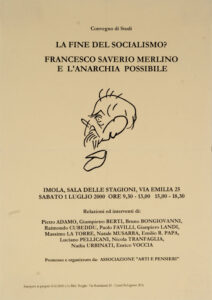 Convegno di Studi
LA FINE DEL SOCIALISMO?
FRANCESCO SAVERIO MERLINO
E L'ANARCHIA POSSIBILE
IMOLA, SALA DELLE STAGIONI, VIA EMILIA 25
SABATO 1 LUGLIO 2000 ORE 9,30 - 13,00 15,00 - 18,30
Relazioni ed interventi di:
Pietro ADAMO, Giampietro BERTI, Bruno BONGIOVANNI,
Raimondo CUBEDDU, Paolo FAVILLI, Giampiero LANDI,
Massimo LA TORRE, Natale MUSARRA, Emilio R. PAPA,
Luciano PELLICANI, Nicola TRANFAGLIA,
Nadia URBINATI, Enrico VOCCIA
Promosso e organizzato da: ASSOCIAZIONE "ARTI E PENSIERI"